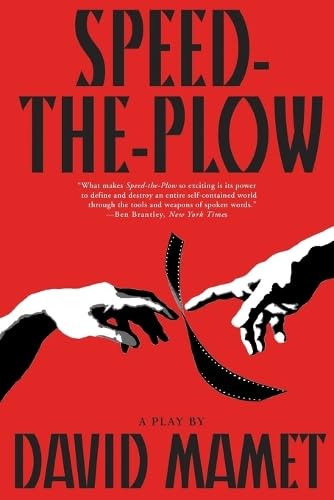 SPEED-
THE-PLOW
"What makes Speed-the-Plow so exciting is its power
to define and destroy an entire self-contained world
through the tools and weapons of spoken words."
—Ben Brantley, New York Times
A PLAY BY
DAVID MAMET